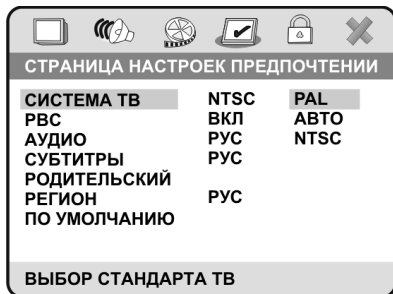 СТРАНИЦА НАСТРОЕК ПРЕДПОЧТЕНИИ
СИСТЕМА ТВ NTSC PAL
РВС ВКЛ АВТО
АУДИО РУС NTSC
СУБТИТРЫ РУС
РОДИТЕЛЬСКИЙ
РЕГИОН РУС
ПО УМОЛЧАНИЮ
ВЫБОР СТАНДАРТА ТВ